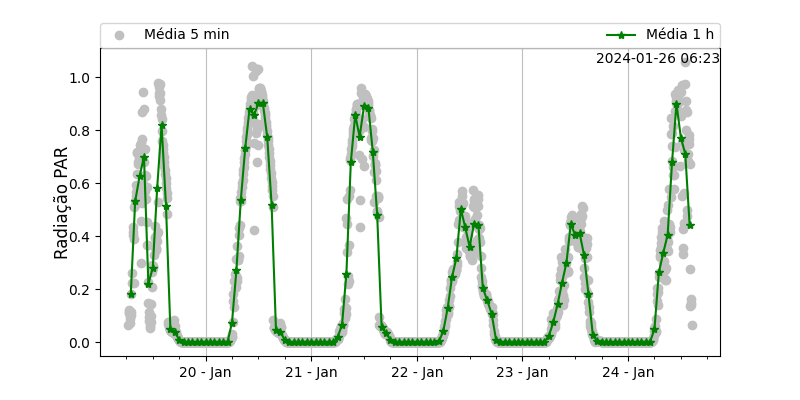 Média 5 min
Média 1 h
2024-01-26 06:23
1.0
0.8
0.6
0.4
0.2
0.0
Radiação PAR
20 - Jan
21 - Jan
22 - Jan
23 - Jan
24 - Jan